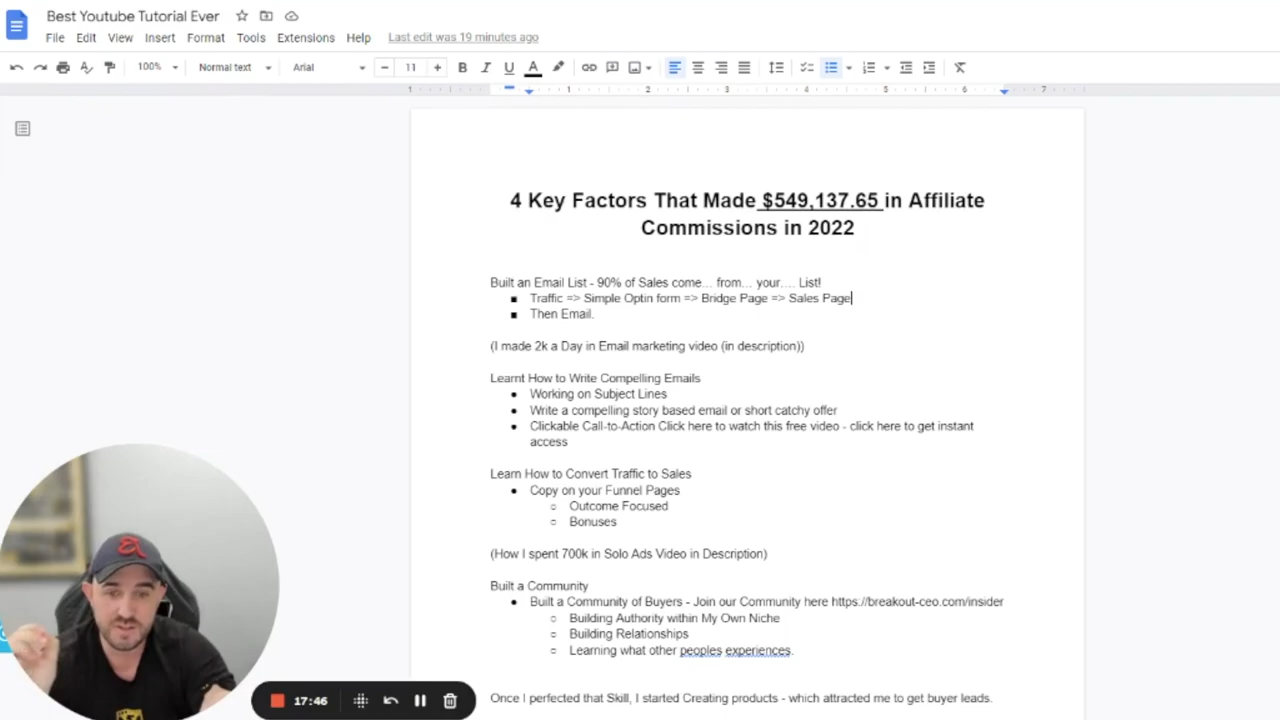 Best Youtube Tutorial Ever
File Edit View Insert Format Tools Extensions Help Last edit was 19 minutes ago
100% Normal text Arial 11 B I U A
1 1 2 3 4 5 6 7
4 Key Factors That Made $549,137.65 in Affiliate
Commissions in 2022
Built an Email List - 90% of Sales come... from... your.... List!
Traffic => Simple Optin form => Bridge Page => Sales Page
Then Email.
(I made 2k a Day in Email marketing video (in description))
Learnt How to Write Compelling Emails
Working on Subject Lines
Write a compelling story based email or short catchy offer
Clickable Call-to-Action Click here to watch this free video - click here to get instant
access
Learn How to Convert Traffic to Sales
Copy on your Funnel Pages
Outcome Focused
Bonuses
(How I spent 700k in Solo Ads Video in Description)
Built a Community
Built a Community of Buyers - Join our Community here https://breakout-ceo.com/insider
Building Authority within My Own Niche
Building Relationships
Learning what other peoples experiences.
Once I perfected that Skill, I started Creating products - which attracted me to get buyer leads.
a
17:46